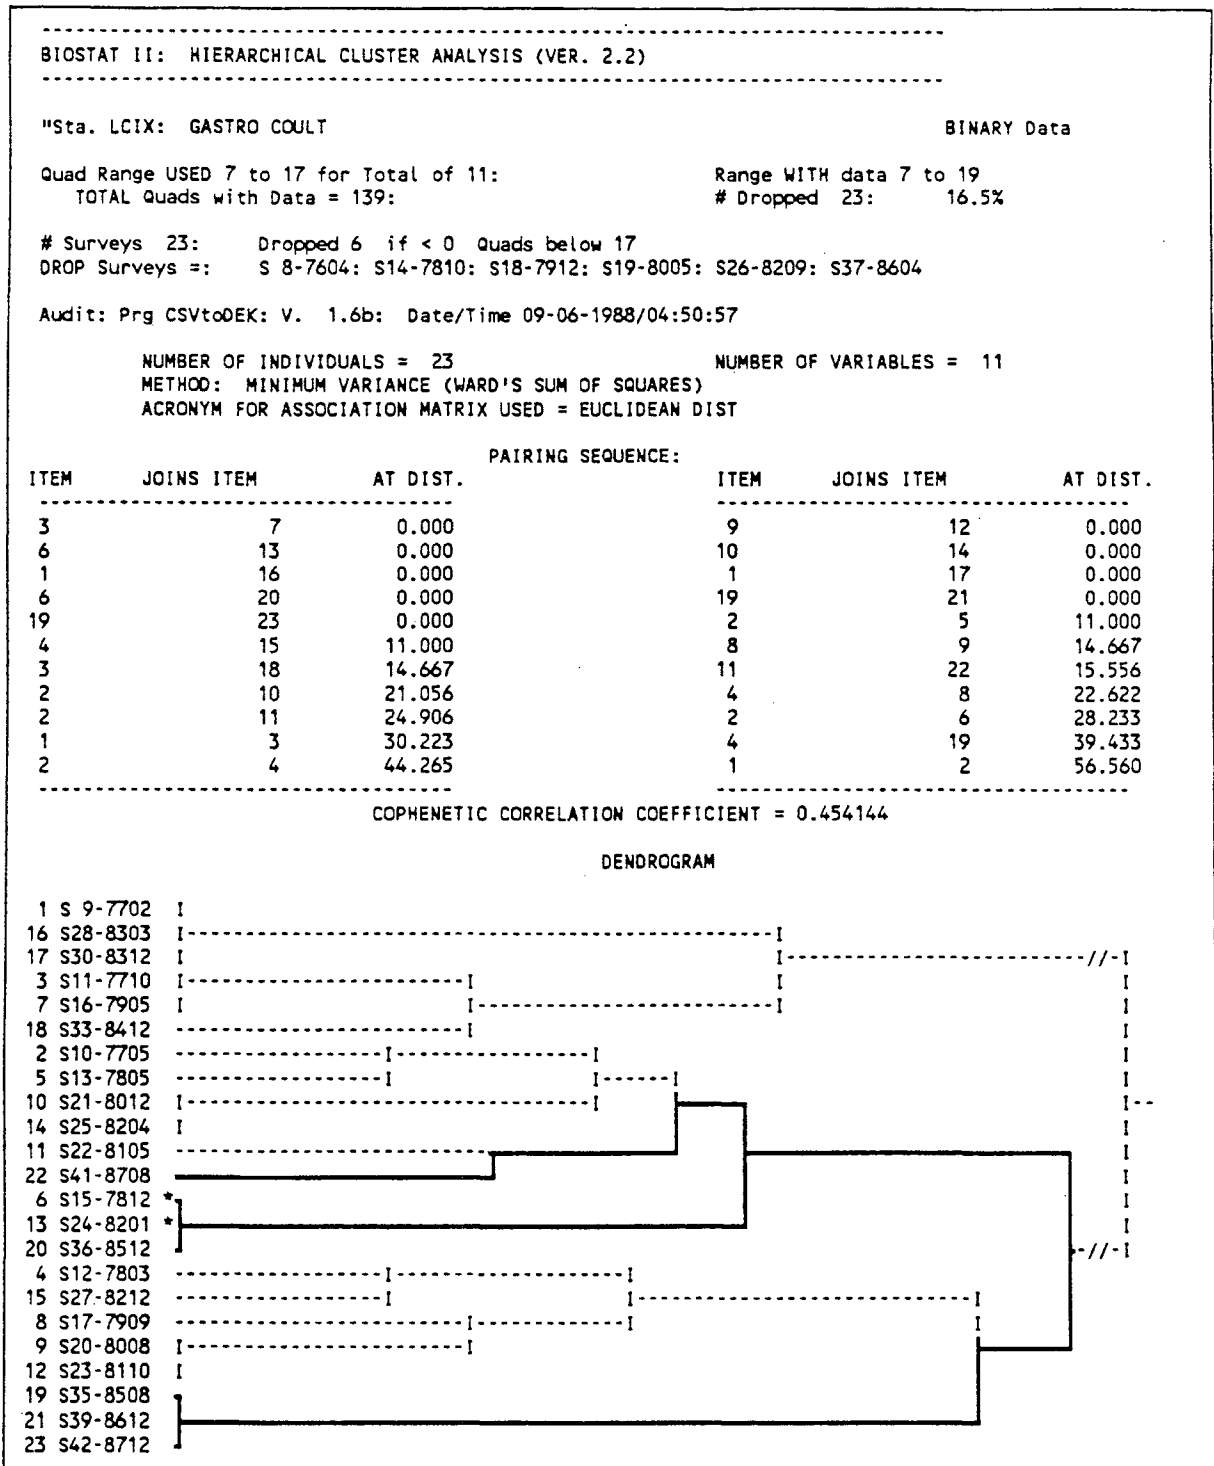 BIOSTAT II: HIERARCHICAL CLUSTER ANALYSIS (VER. 2.2)
"Sta. LCIX: GASTRO COULT BINARY Data
Quad Range USED 7 to 17 for Total of 11: Range WITH data 7 to 19
TOTAL Quads with Data = 139: # Dropped 23: 16.5%
# Surveys 23: Dropped 6 if < 0 Quads below 17
DROP Surveys =: S 8-7604: S14-7810: S18-7912: S19-8005: S26-8209: S37-8604
Audit: Prg CSVtoDEK: V. 1.6b: Date/Time 09-06-1988/04:50:57
NUMBER OF INDIVIDUALS = 23 NUMBER OF VARIABLES = 11
METHOD: MINIMUM VARIANCE (WARD'S SUM OF SQUARES)
ACRONYM FOR ASSOCIATION MATRIX USED = EUCLIDEAN DIST
PAIRING SEQUENCE:
ITEM JOINS ITEM AT DIST. ITEM JOINS ITEM AT DIST.
3 7 0.000 9 12 0.000
6 13 0.000 10 14 0.000
1 16 0.000 1 17 0.000
6 20 0.000 19 21 0.000
19 23 0.000 2 5 11.000
4 15 11.000 8 9 14.667
3 18 14.667 11 22 15.556
2 10 21.056 4 8 22.622
2 11 24.906 2 6 28.233
1 3 30.223 4 19 39.433
2 4 44.265 1 2 56.560
COPHENETIC CORRELATION COEFFICIENT = 0.454144
DENDROGRAM
1 S 9-7702
16 S28-8303
17 S30-8312
3 S11-7710
7 S16-7905
18 S33-8412
2 S10-7705
5 S13-7805
10 S21-8012
14 S25-8204
11 S22-8105
22 S41-8708
6 S15-7812 *
13 S24-8201 *
20 S36-8512
4 S12-7803
15 S27-8212
8 S17-7909
9 S20-8008
12 S23-8110
19 S35-8508
21 S39-8612
23 S42-8712